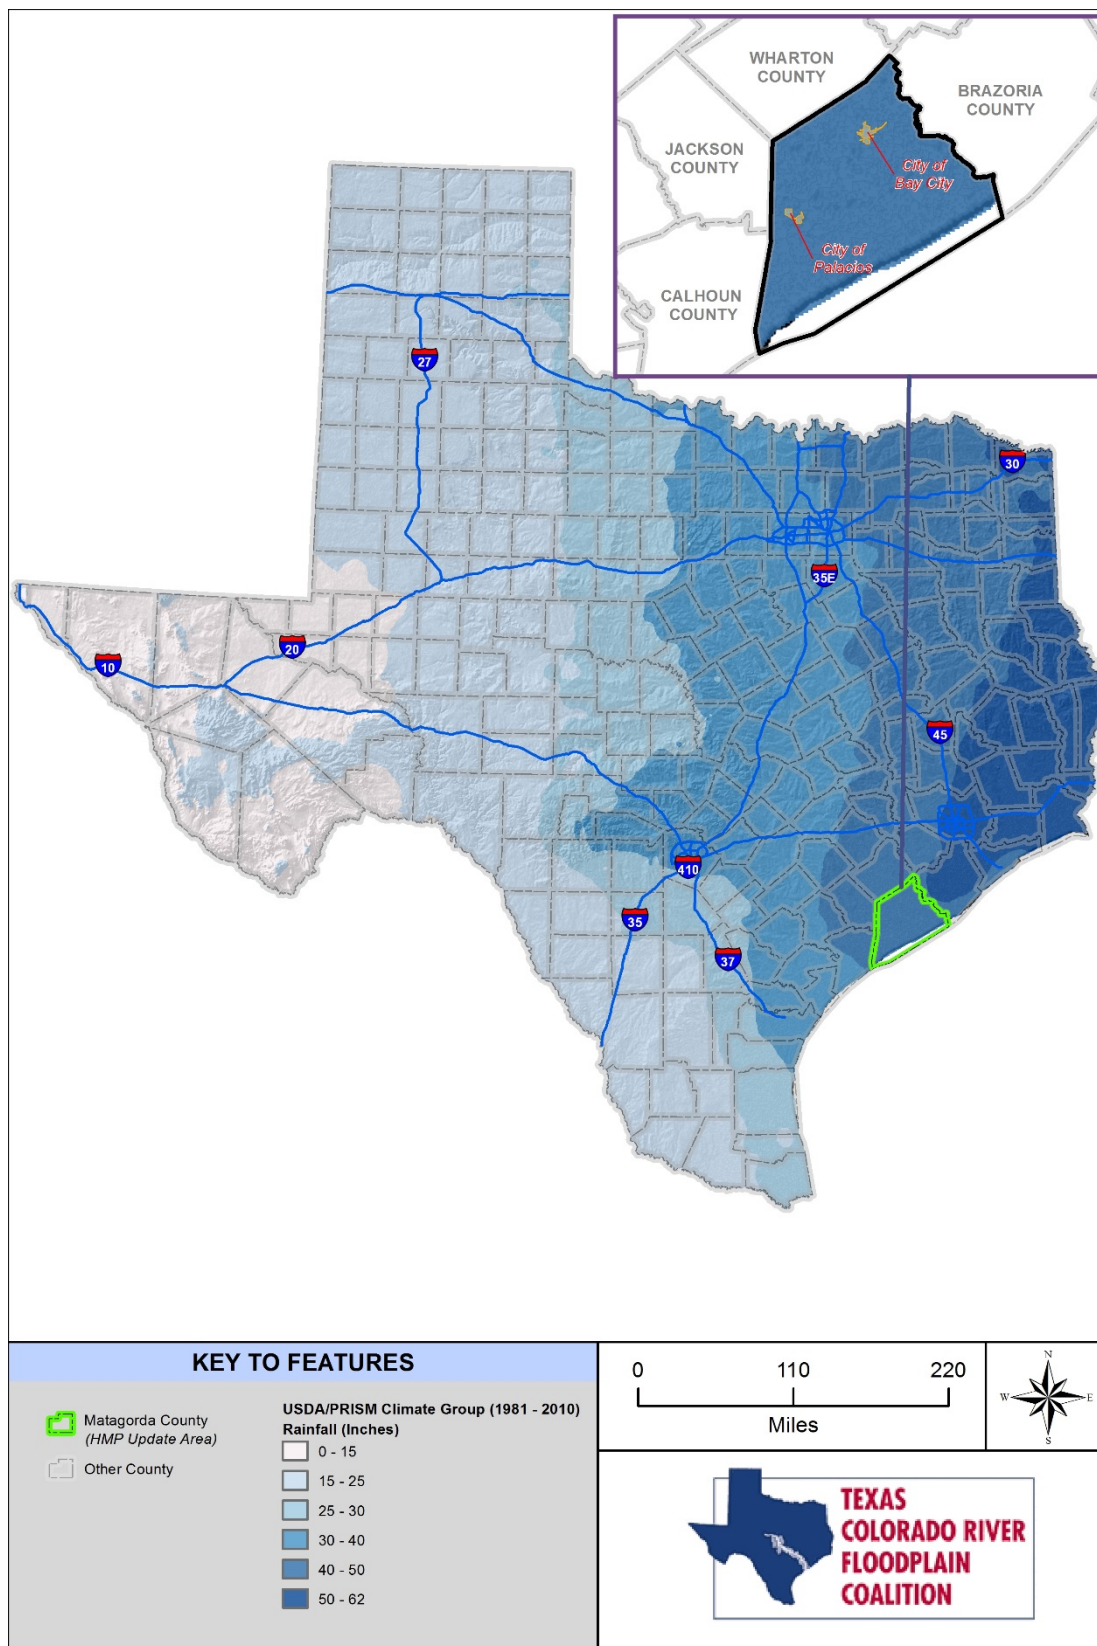 WHARTON
COUNTY
BRAZORIA
COUNTY
JACKSON
COUNTY
City of
Bay City
City of
Palacios
CALHOUN
COUNTY
27
30
35E
20
10
45
410
35
37
KEY TO FEATURES
Matagorda County
(HMP Update Area)
Other County
USDA/PRISM Climate Group (1981 - 2010)
Rainfall (Inches)
0 - 15
15 - 25
25 - 30
30 - 40
40 - 50
50 - 62
0 110 220
Miles
N
W E
S
TEXAS
COLORADO RIVER
FLOODPLAIN
COALITION